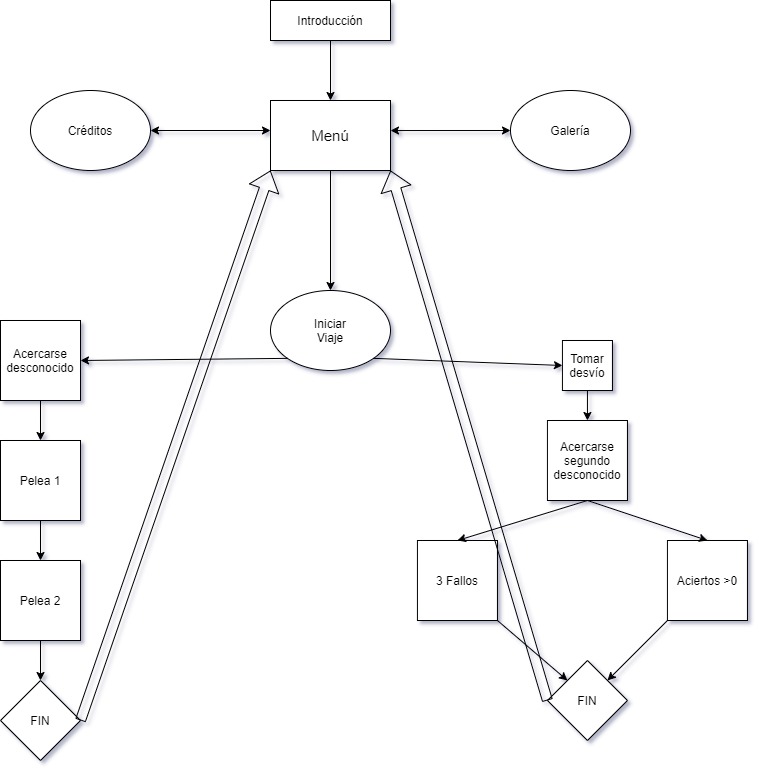 Introducción
Créditos
Menú
Galería
Iniciar
Viaje
Acercarse
desconocido
Tomar
desvío
Acercarse
segundo
desconocido
Pelea 1
3 Fallos
Aciertos >0
Pelea 2
FIN
FIN